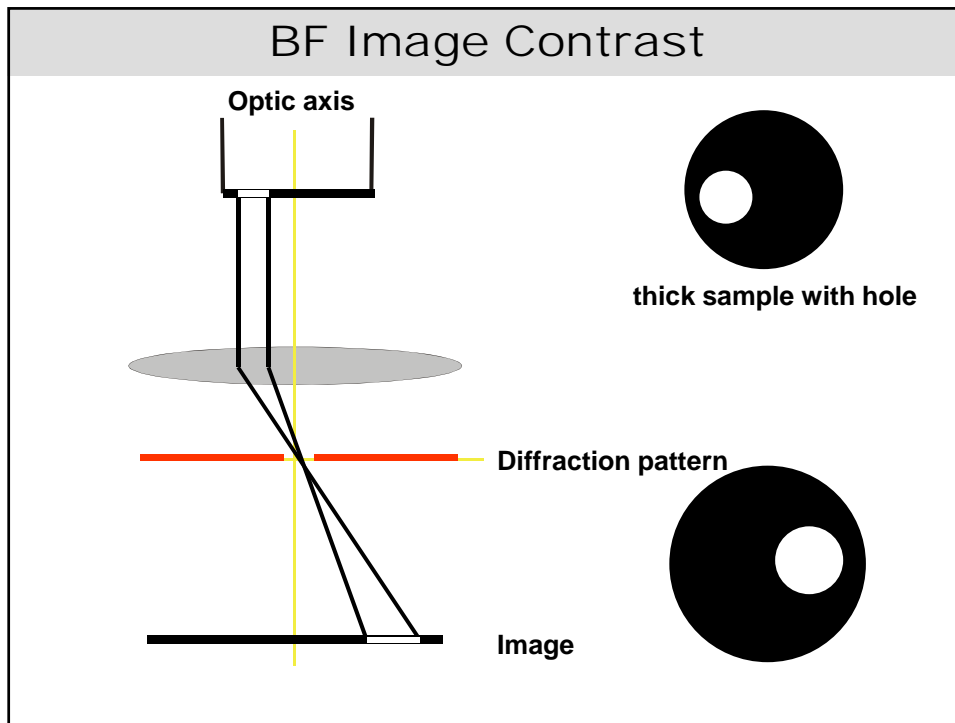 BF Image Contrast
Optic axis
thick sample with hole
Diffraction pattern
Image